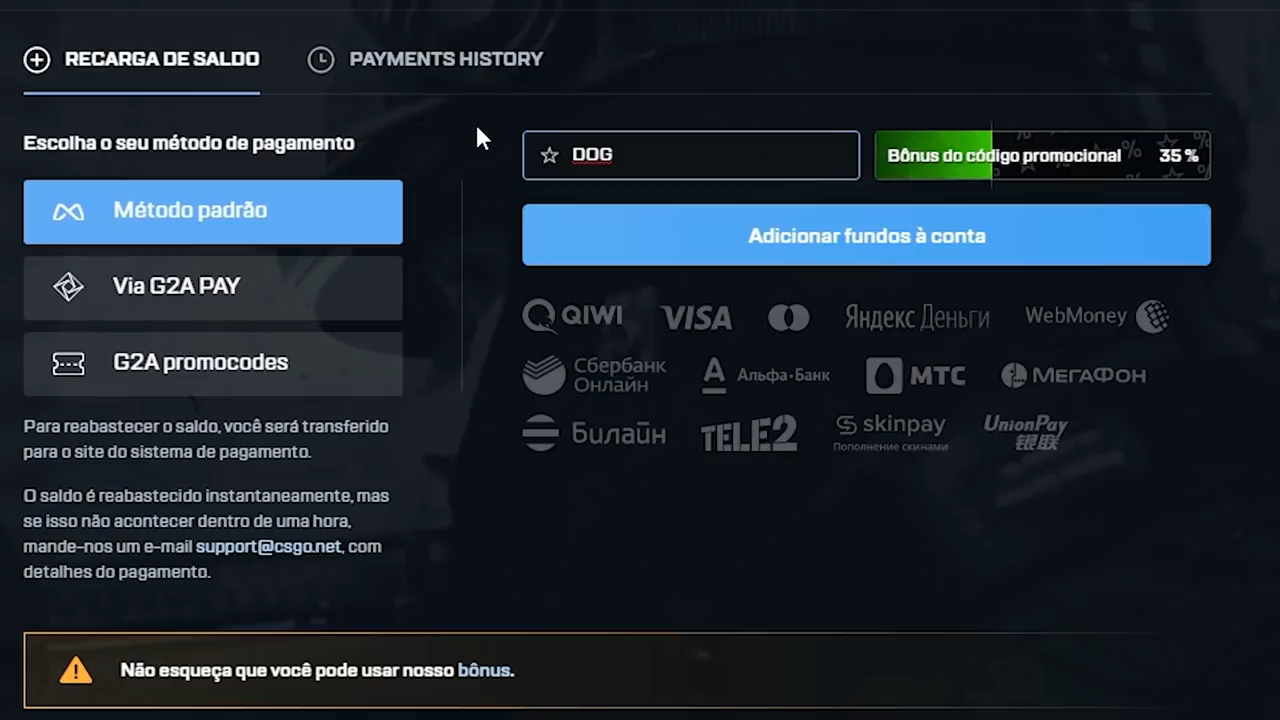 RECARGA DE SALDO
PAYMENTS HISTORY
Escolha o seu método de pagamento
DOG
Bônus do código promocional 35 %
Método padrão
Adicionar fundos à conta
Via G2A PAY
G2A promocodes
QIWI VISA Яндекс Деньги WebMoney
Сбербанк Онлайн Альфа·Банк МТС МЕГАФОН
Билайн TELE2 skinpay UnionPay
Пополнение скинами 银联
Para reabastecer o saldo, você será transferido
para o site do sistema de pagamento.
O saldo é reabastecido instantaneamente, mas
se isso não acontecer dentro de uma hora,
mande-nos um e-mail support@csgo.net, com
detalhes do pagamento.
Não esqueça que você pode usar nosso bônus.